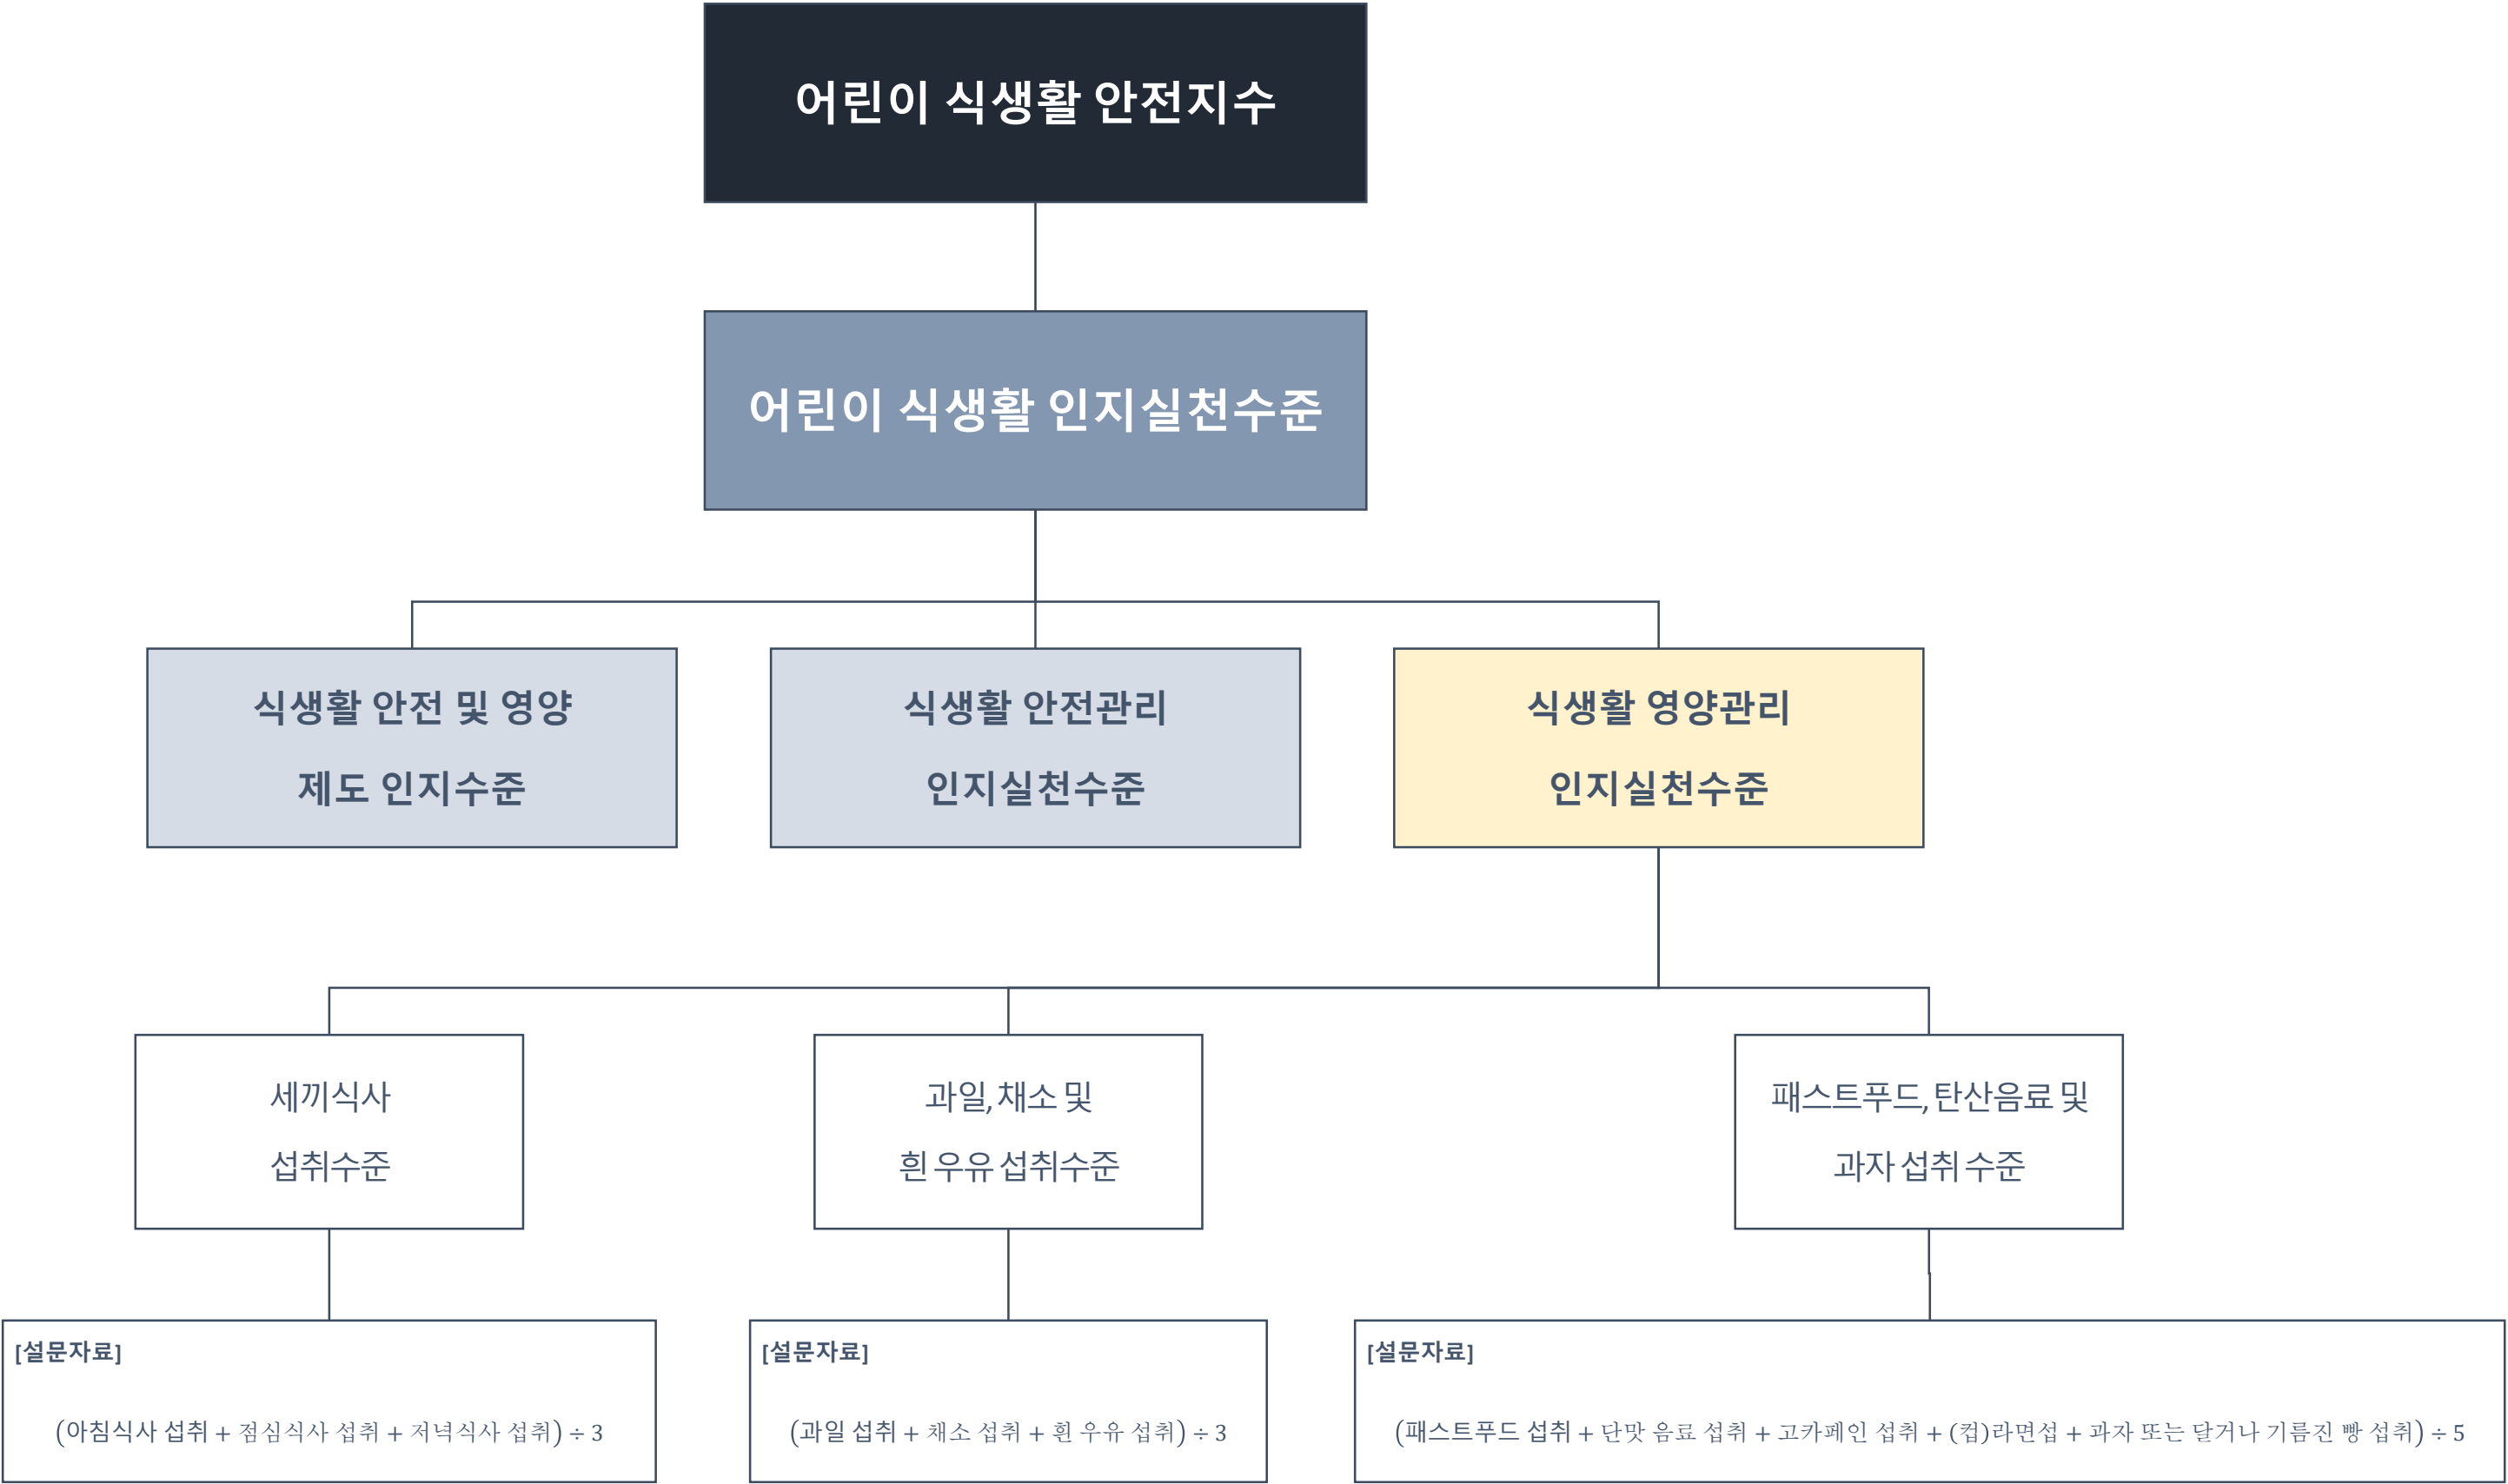 어린이 식생활 안전지수
어린이 식생활 인지실천수준
식생활 안전 및 영양
제도 인지수준
식생활 안전관리
인지실천수준
식생활 영양관리
인지실천수준
세끼식사
섭취수준
과일, 채소 및
흰 우유 섭취수준
패스트푸드, 탄산음료 및
과자 섭취 수준
[설문자료]
(아침식사 섭취 + 점심식사 섭취 + 저녁식사 섭취) ÷ 3
[설문자료]
(과일 섭취 + 채소 섭취 + 흰 우유 섭취) ÷ 3
[설문자료]
(패스트푸드 섭취 + 단맛 음료 섭취 + 고카페인 섭취 + (컵)라면섭 + 과자 또는 달거나 기름진 빵 섭취) ÷ 5